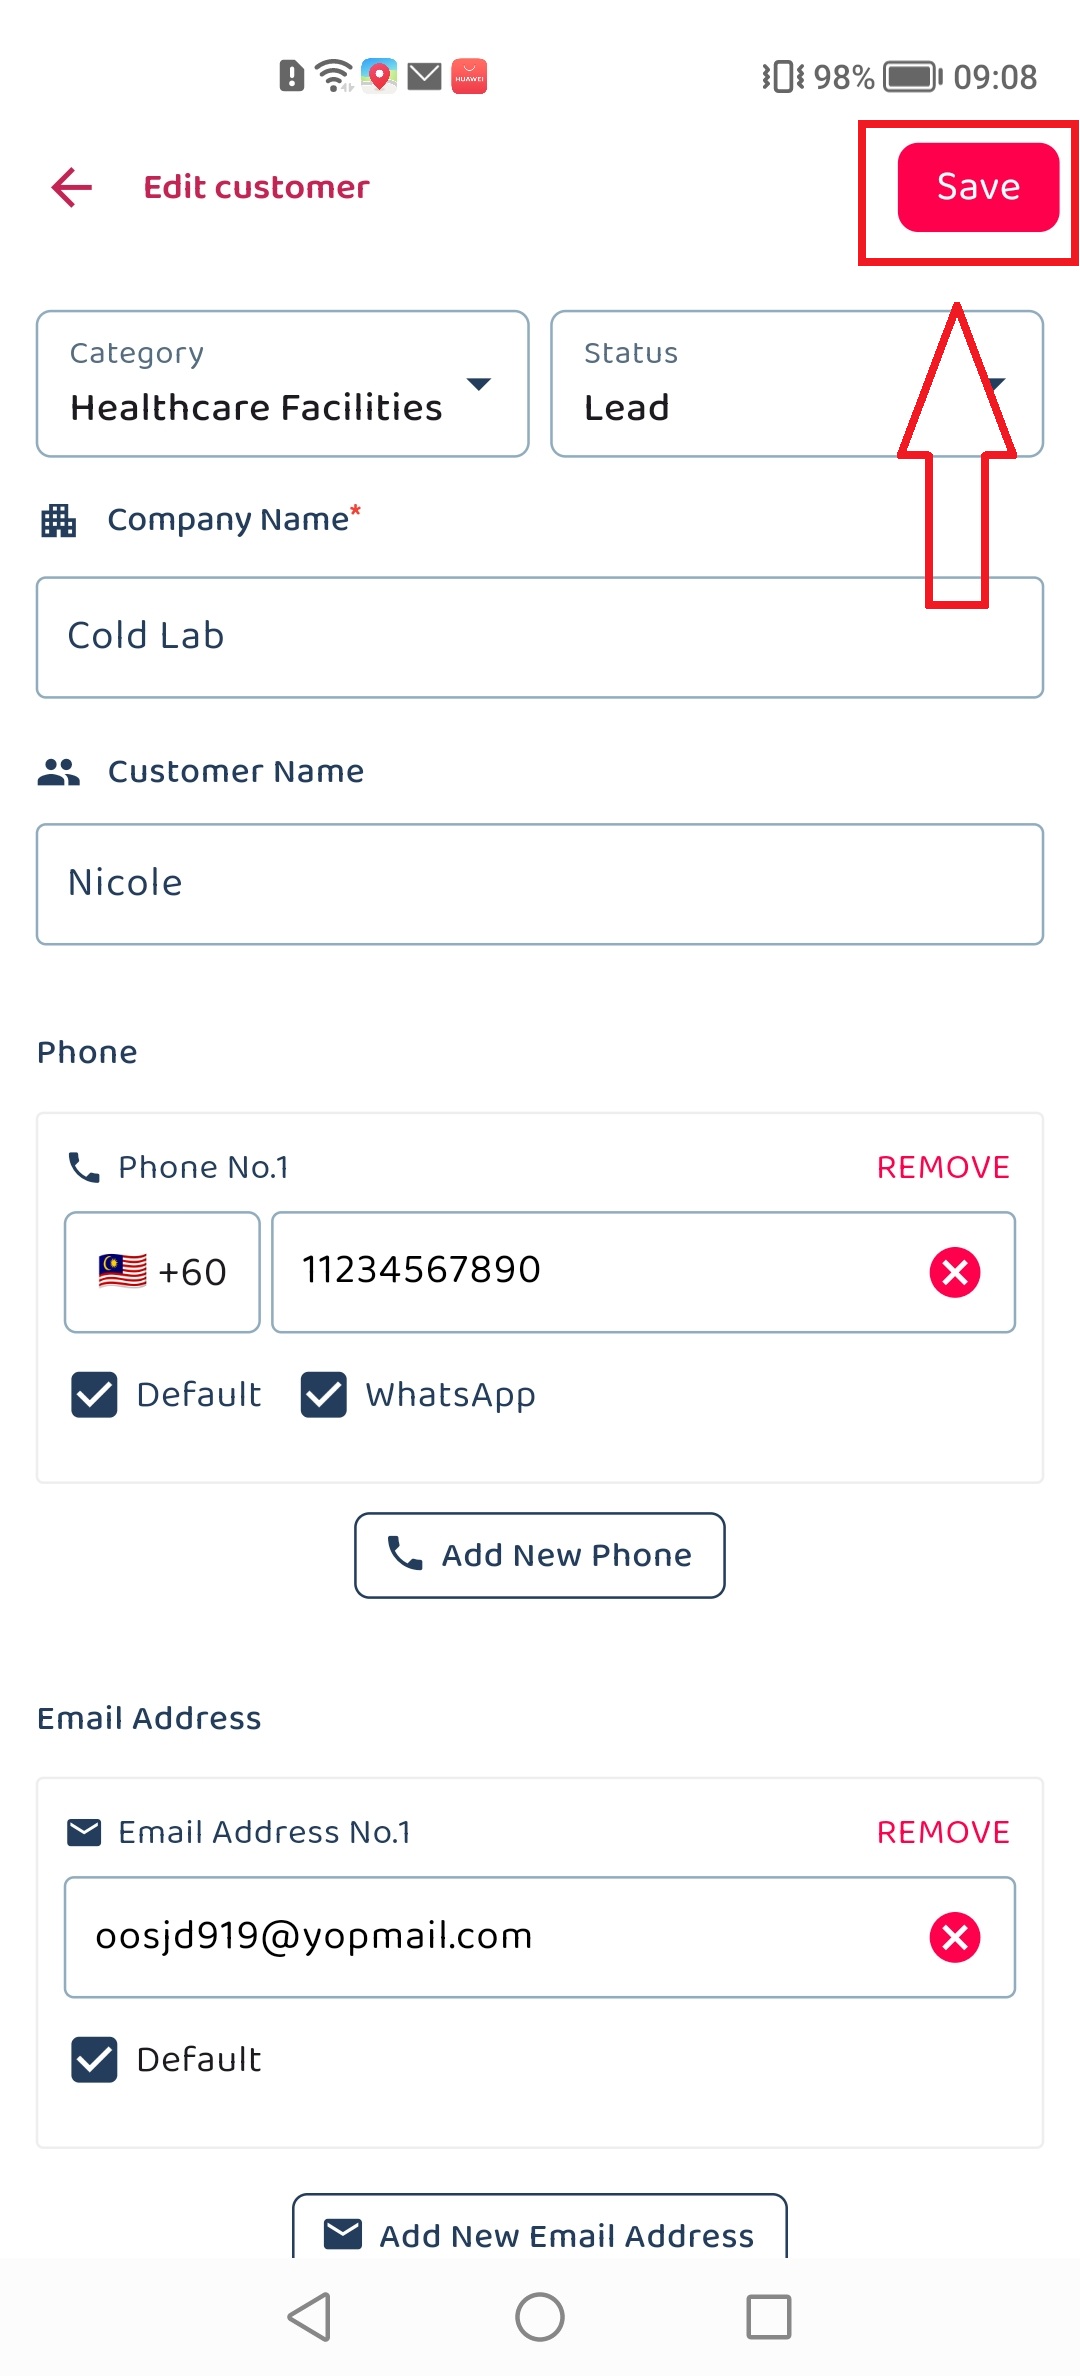 HUAWEI
98% 09:08
Edit customer
Save
Category
Healthcare Facilities
Status
Lead
Company Name*
Cold Lab
Customer Name
Nicole
Phone
Phone No.1
REMOVE
+60
11234567890
Default
WhatsApp
Add New Phone
Email Address
Email Address No.1
REMOVE
oosjd919@yopmail.com
Default
Add New Email Address